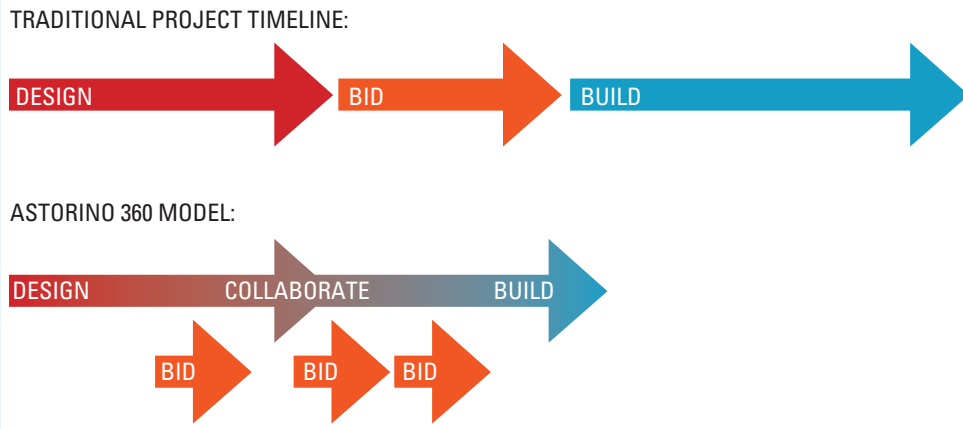 TRADITIONAL PROJECT TIMELINE:
DESIGN BID BUILD
ASTORINO 360 MODEL:
DESIGN COLLABORATE BUILD
BID BID BID